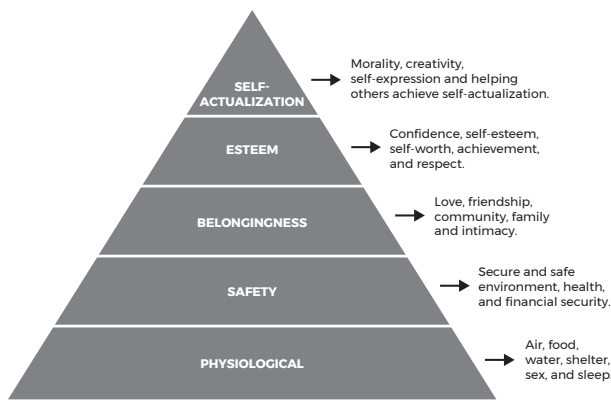 SELF-
ACTUALIZATION
Morality, creativity,
self-expression and helping
others achieve self-actualization.
ESTEEM
Confidence, self-esteem,
self-worth, achievement,
and respect.
BELONGINGNESS
Love, friendship,
community, family
and intimacy.
SAFETY
Secure and safe
environment, health,
and financial security.
PHYSIOLOGICAL
Air, food,
water, shelter,
sex, and sleep